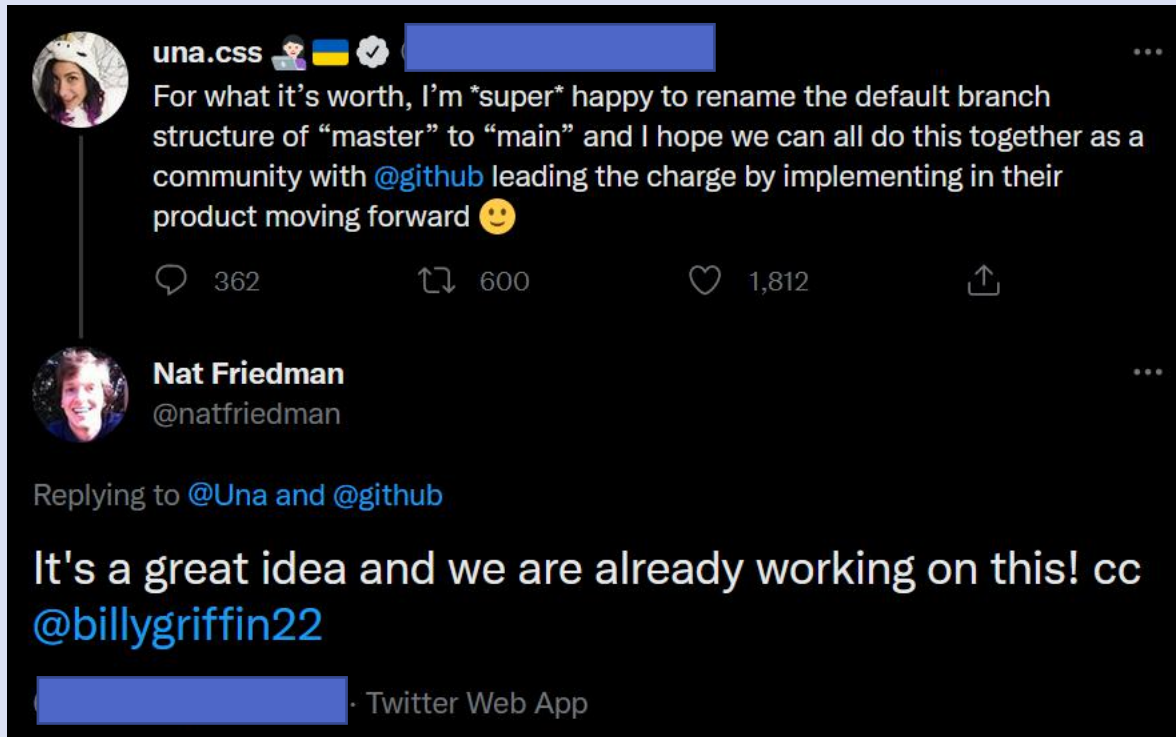 una.css
For what it’s worth, I’m *super* happy to rename the default branch
structure of “master” to “main” and I hope we can all do this together as a
community with @github leading the charge by implementing in their
product moving forward
362 600 1,812
Nat Friedman
@natfriedman
Replying to @Una and @github
It's a great idea and we are already working on this! cc
@billygriffin22
· Twitter Web App